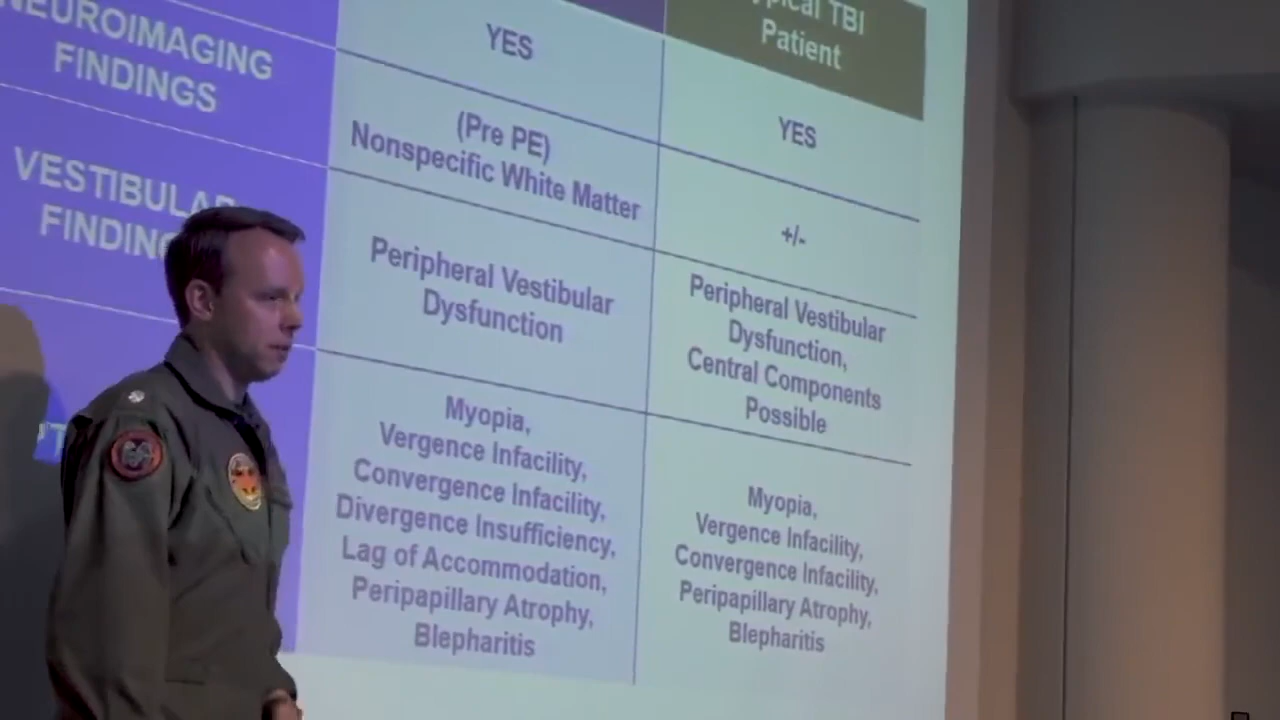 NEUROIMAGING
FINDINGS
YES
TBI
Patient
YES
(Pre PE)
Nonspecific White Matter
+/-
VESTIBULAR
Peripheral Vestibular
Dysfunction
Peripheral Vestibular
Dysfunction,
Central Components
Possible
Myopia,
Vergence Infacility,
Convergence Infacility,
Divergence Insufficiency,
Lag of Accommodation,
Peripapillary Atrophy,
Blepharitis
Myopia,
Vergence Infacility,
Convergence Infacility,
Peripapillary Atrophy,
Blepharitis